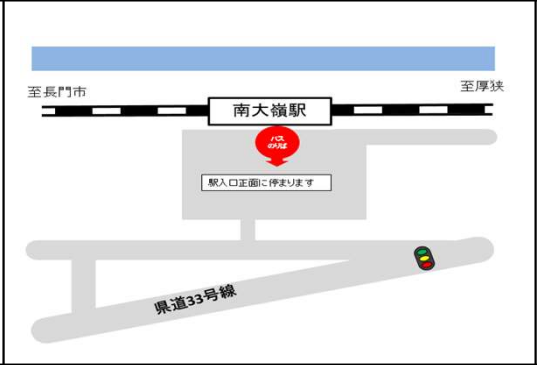 至長門市
至厚狭
南大嶺駅
バス
のりば
駅入口正面に停まります
県道33号線